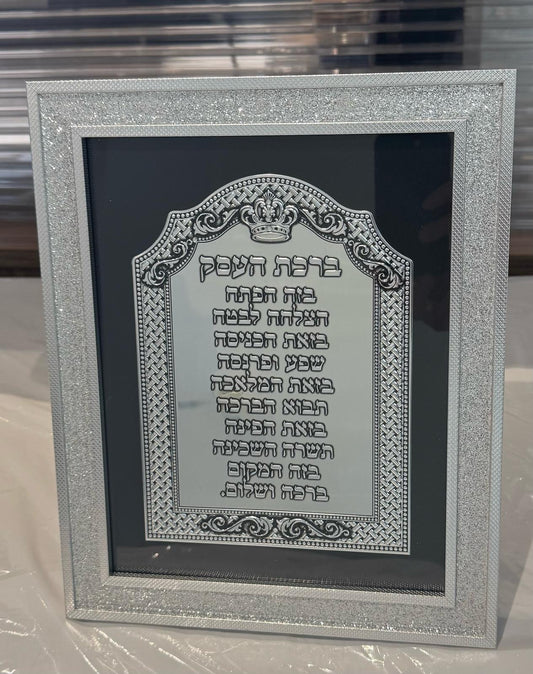 ברכת העסק
בזה הפתח
הצלחה לבטח
בזאת הכניסה
שפע ופרנסה
בזאת המלאכה
תבוא הברכה
בזאת הפינה
תשרה השכינה
בזה המקום
ברכה ושלום.